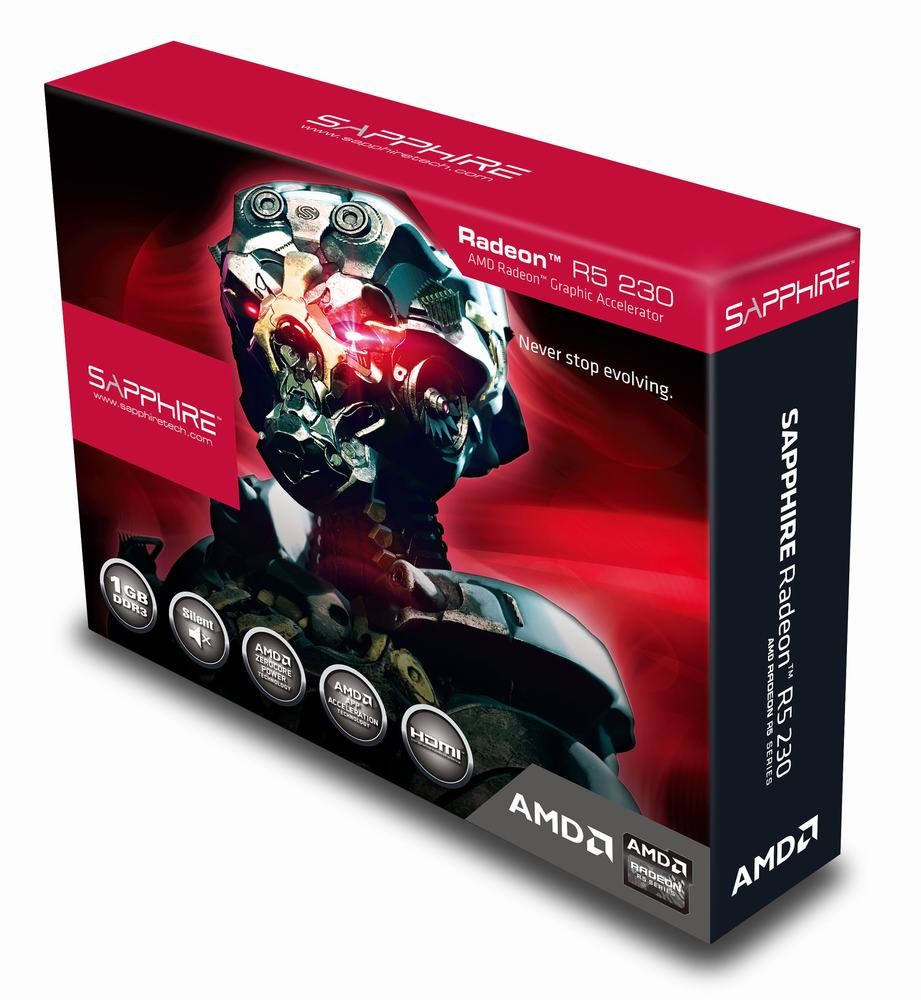 SAPPHIRE
www.sapphiretech.com
Radeon™ R5 230
AMD Radeon™ Graphic Accelerator
Never stop evolving.
SAPPHIRE™
www.sapphiretech.com
1GB
DDR3
Silent
AMD
ZEROCORE
POWER
TECHNOLOGY
AMD
APP
ACCELERATION
TECHNOLOGY
HDMI
AMD
AMD
RADEON
R5 SERIES
SAPPHIRE
SAPPHIRE Radeon™ R5 230
AMD RADEON R5 SERIES
AMD